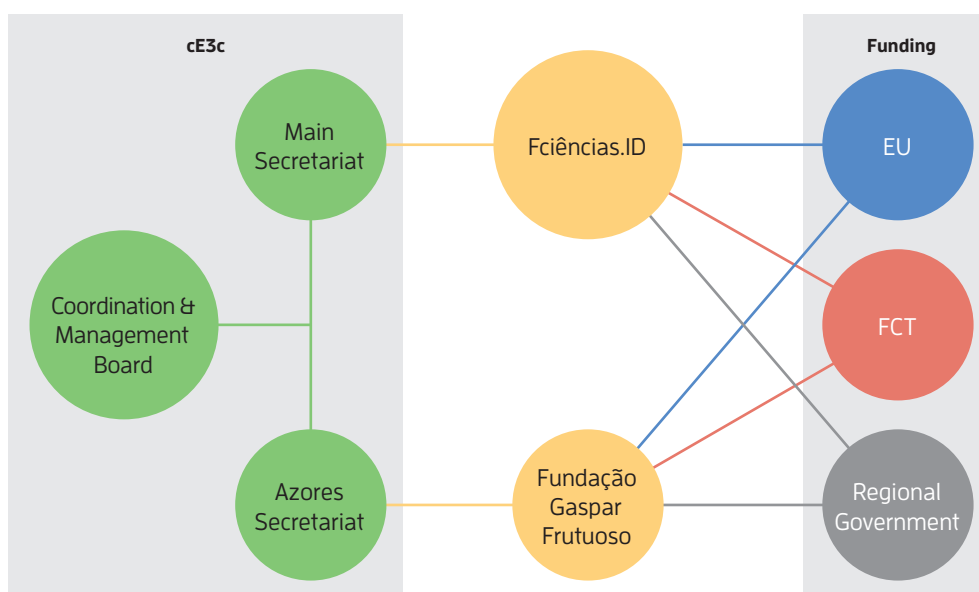 cE3c
Funding
Main
Secretariat
Fciências.ID
EU
Coordination &
Management
Board
FCT
Azores
Secretariat
Fundação
Gaspar
Frutuoso
Regional
Government